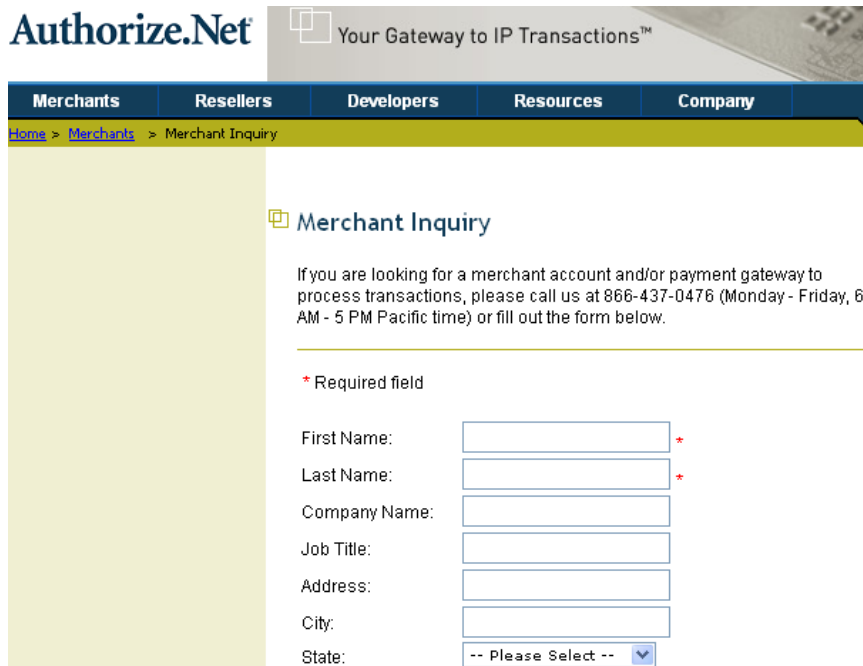 Authorize.Net
Your Gateway to IP Transactions™
Merchants Resellers Developers Resources Company
Home > Merchants > Merchant Inquiry
Merchant Inquiry
If you are looking for a merchant account and/or payment gateway to
process transactions, please call us at 866-437-0476 (Monday - Friday, 6
AM - 5 PM Pacific time) or fill out the form below.
* Required field
First Name: *
Last Name: *
Company Name:
Job Title:
Address:
City:
State: -- Please Select --